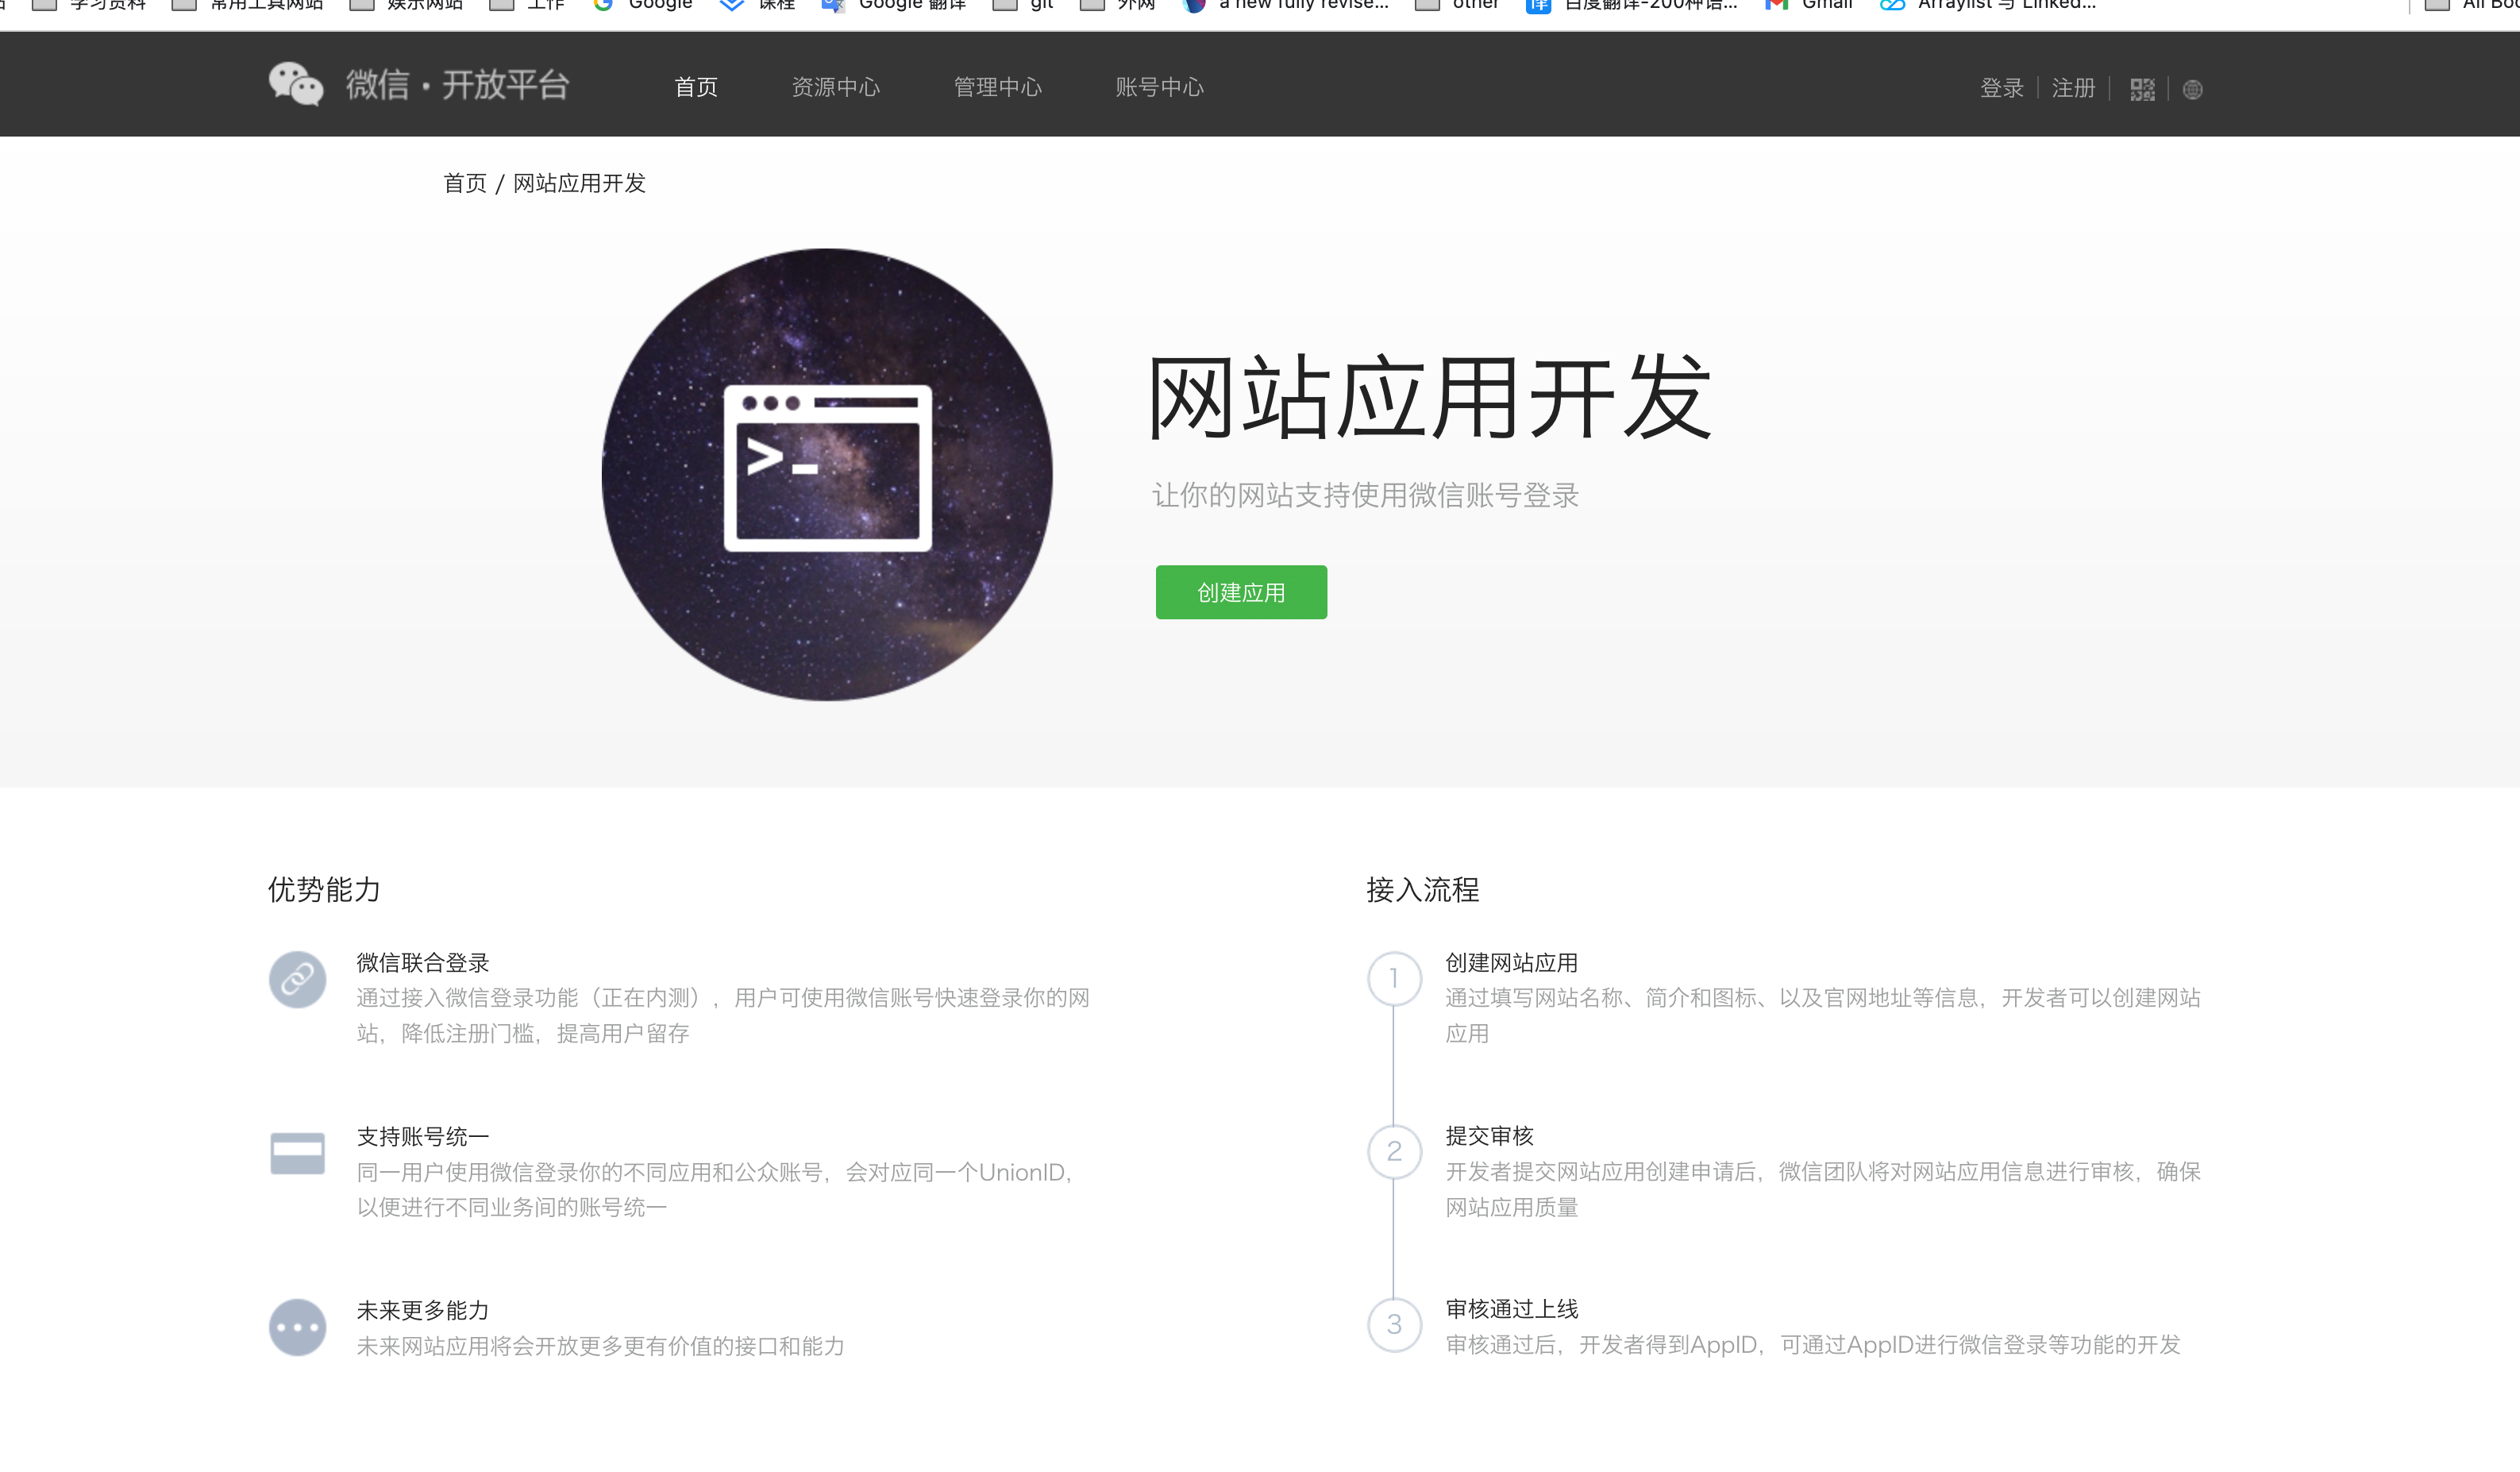 学习资料 常用工具网站 娱乐网站 工作 Google 课程 Google 翻译 git 外网 a new fully revise... other 百度翻译-200种语... Gmail Arraylist 与 Linked...
微信・开放平台 首页 资源中心 管理中心 账号中心 登录 注册
首页 / 网站应用开发
>_
网站应用开发
让你的网站支持使用微信账号登录
创建应用
优势能力
微信联合登录
通过接入微信登录功能（正在内测），用户可使用微信账号快速登录你的网
站，降低注册门槛，提高用户留存
支持账号统一
同一用户使用微信登录你的不同应用和公众账号，会对应同一个UnionID，
以便进行不同业务间的账号统一
未来更多能力
未来网站应用将会开放更多更有价值的接口和能力
接入流程
1 创建网站应用
通过填写网站名称、简介和图标、以及官网地址等信息，开发者可以创建网站
应用
2 提交审核
开发者提交网站应用创建申请后，微信团队将对网站应用信息进行审核，确保
网站应用质量
3 审核通过上线
审核通过后，开发者得到AppID，可通过AppID进行微信登录等功能的开发